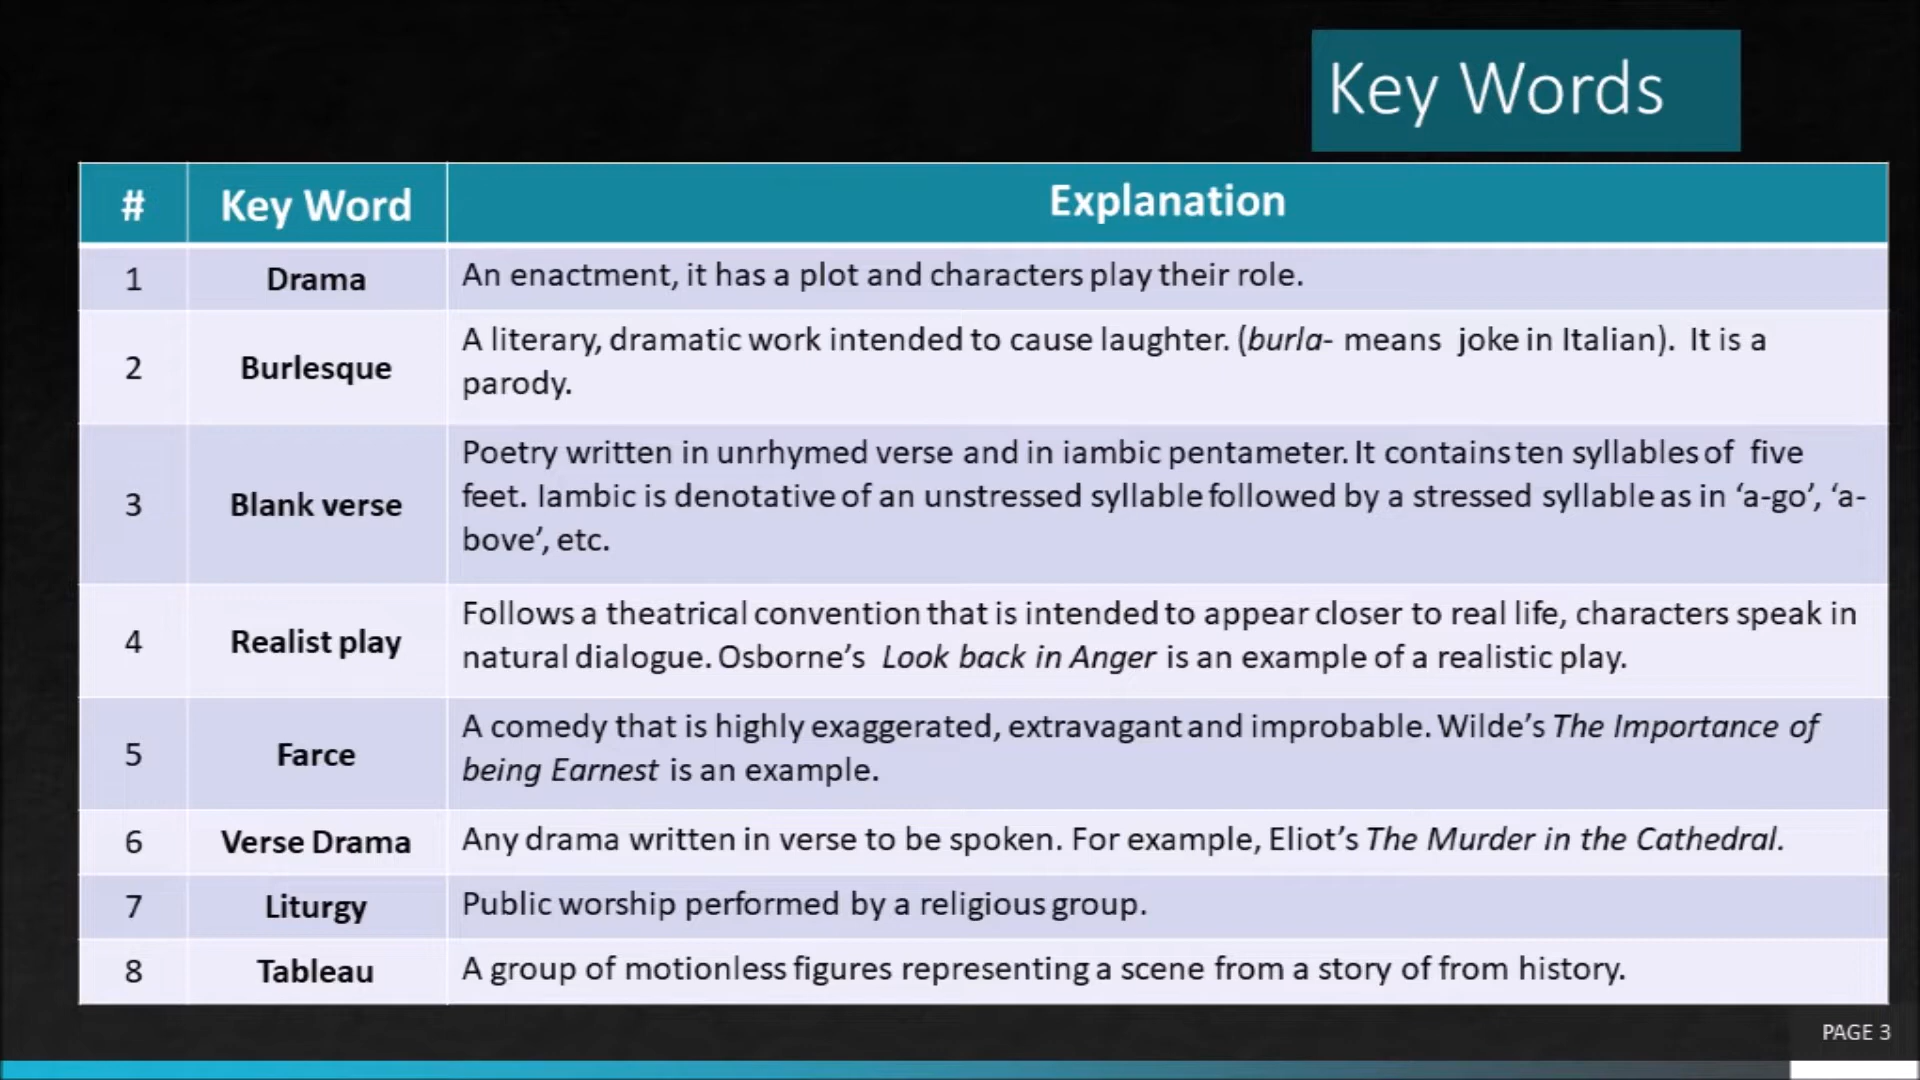 Key Words
# Key Word Explanation
1 Drama An enactment, it has a plot and characters play their role.
2 Burlesque A literary, dramatic work intended to cause laughter. (burla- means joke in Italian). It is a
parody.
3 Blank verse Poetry written in unrhymed verse and in iambic pentameter. It contains ten syllables of five
feet. Iambic is denotative of an unstressed syllable followed by a stressed syllable as in ‘a-go’, ‘a-
bove’, etc.
4 Realist play Follows a theatrical convention that is intended to appear closer to real life, characters speak in
natural dialogue. Osborne’s Look back in Anger is an example of a realistic play.
5 Farce A comedy that is highly exaggerated, extravagant and improbable. Wilde’s The Importance of
being Earnest is an example.
6 Verse Drama Any drama written in verse to be spoken. For example, Eliot’s The Murder in the Cathedral.
7 Liturgy Public worship performed by a religious group.
8 Tableau A group of motionless figures representing a scene from a story of from history.
PAGE 3